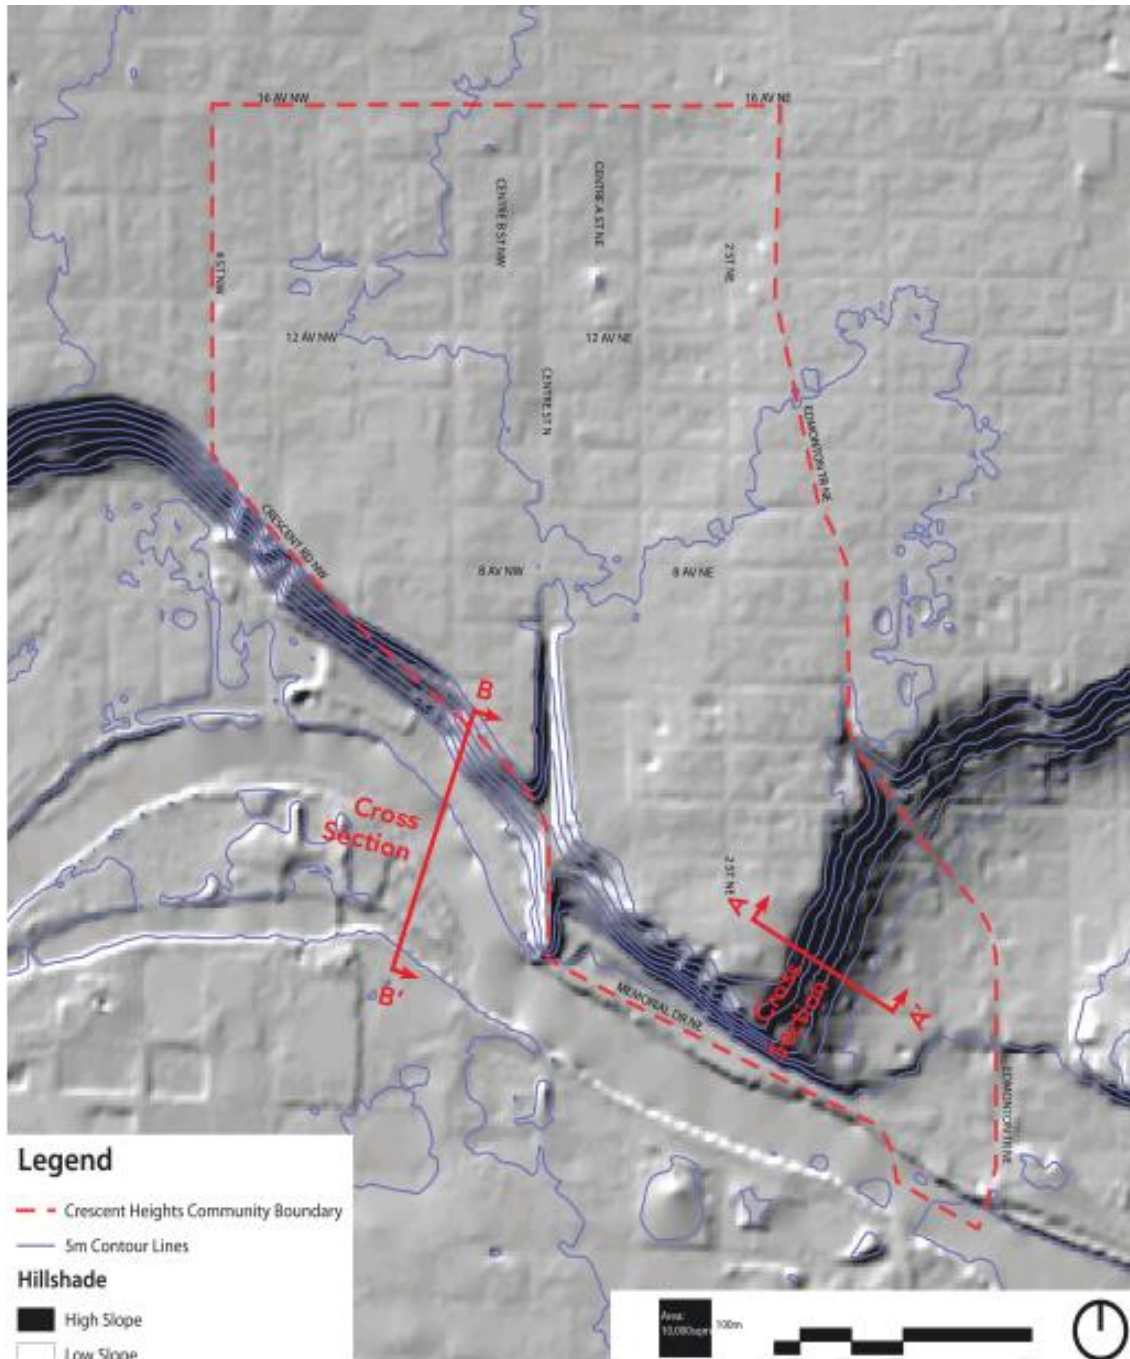 16 AV NW
16 AV NE
CENTRE B ST NW
CENTRE A ST NE
4 ST NW
2 ST NE
12 AV NW
12 AV NE
CENTRE ST N
EDMONTON TR NE
CRESCENT RD NW
8 AV NW
8 AV NE
B
Cross
Section
B'
2 ST NE
A
Cross
Section
A'
MEMORIAL DR NE
EDMONTON TR NE
Legend
Crescent Heights Community Boundary
5m Contour Lines
Hillshade
High Slope
Low Slope
Area:
10,000sqm
100m